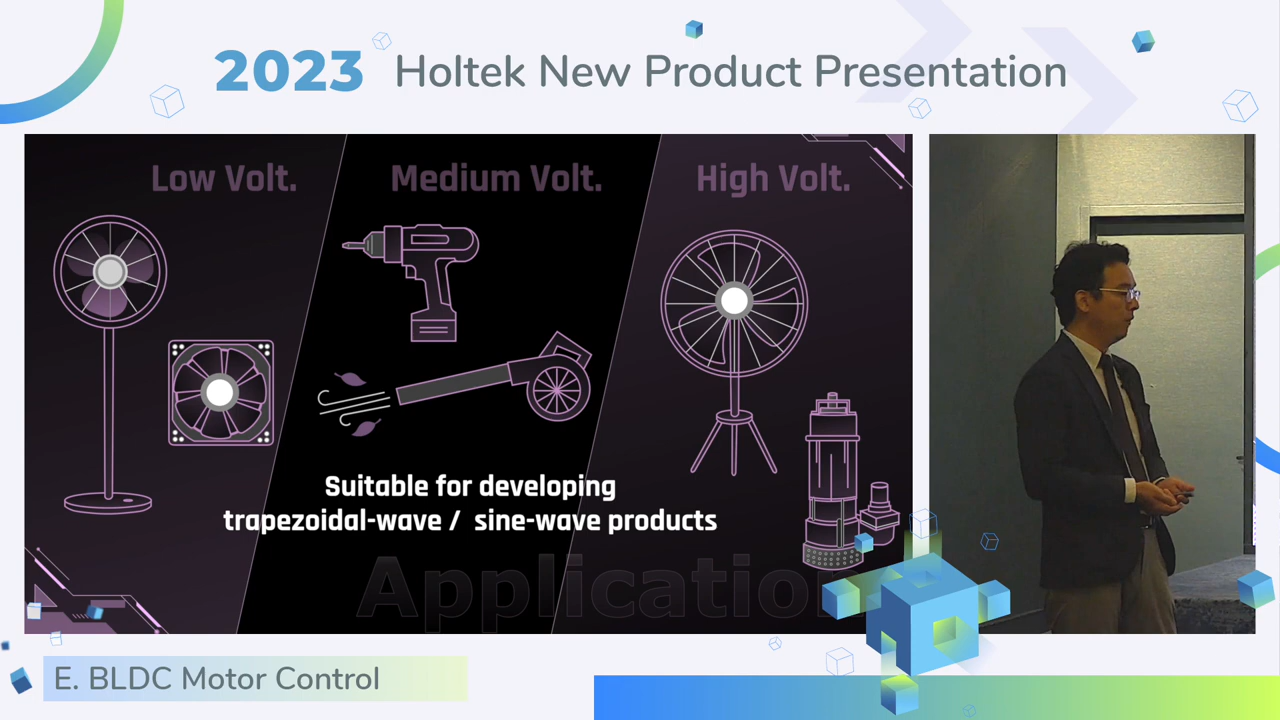 2023 Holtek New Product Presentation
Low Volt. Medium Volt. High Volt.
Suitable for developing
trapezoidal-wave / sine-wave products
Application
E. BLDC Motor Control